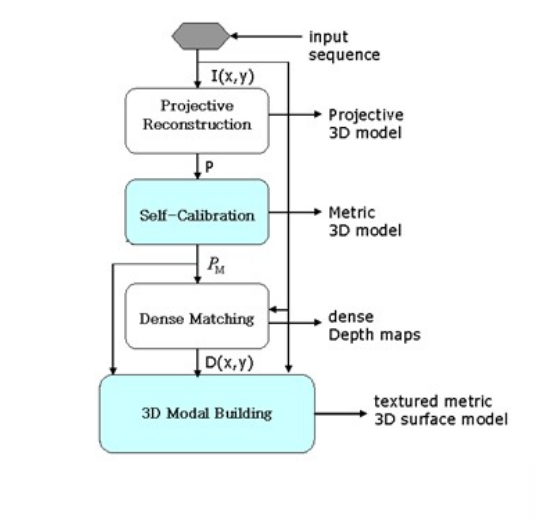 input
sequence
I(x,y)
Projective
Reconstruction
Projective
3D model
P
Self-Calibration
Metric
3D model
PM
Dense Matching
dense
Depth maps
D(x,y)
3D Modal Building
textured metric
3D surface model